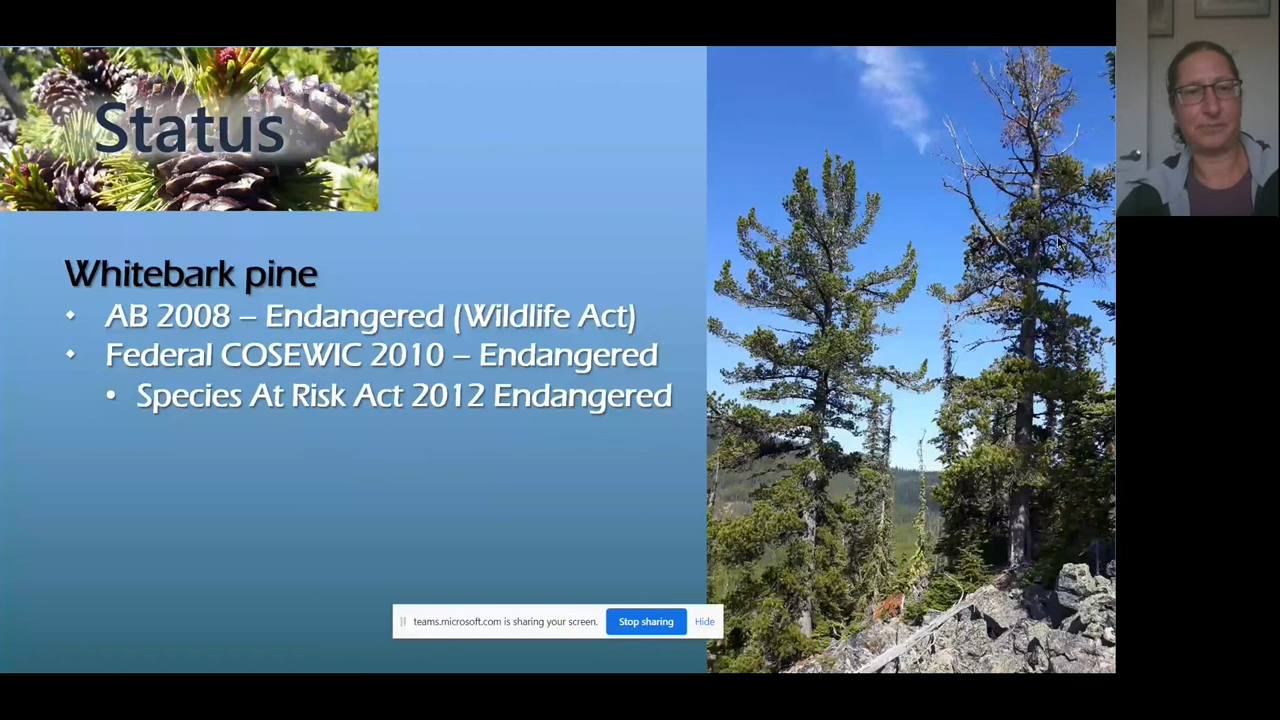 Status
Whitebark pine
• AB 2008 – Endangered (Wildlife Act)
• Federal COSEWIC 2010 – Endangered
• Species At Risk Act 2012 Endangered
teams.microsoft.com is sharing your screen.
Stop sharing
Hide